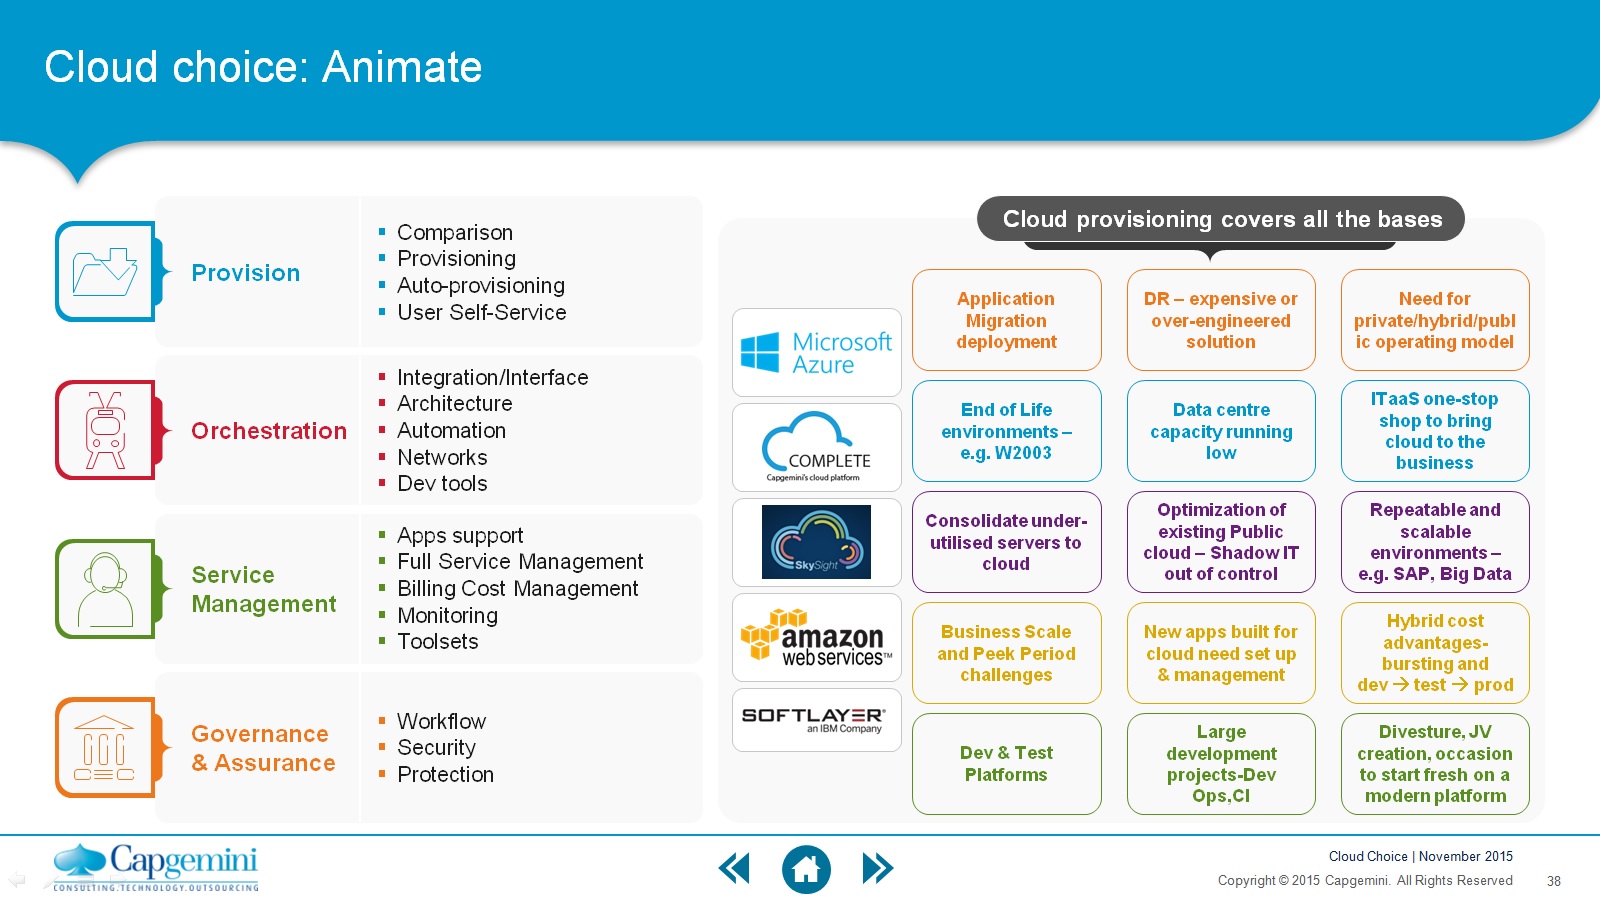 Cloud choice: Animate
Provision
Comparison
Provisioning
Auto-provisioning
User Self-Service
Orchestration
Integration/Interface
Architecture
Automation
Networks
Dev tools
Service
Management
Apps support
Full Service Management
Billing Cost Management
Monitoring
Toolsets
Governance
& Assurance
Workflow
Security
Protection
Cloud provisioning covers all the bases
Microsoft
Azure
COMPLETE
Capgemini's cloud platform
SkySight
amazon
webservices™
SOFTLAYER®
an IBM Company
Application
Migration
deployment
DR – expensive or
over-engineered
solution
Need for
private/hybrid/publ
ic operating model
End of Life
environments –
e.g. W2003
Data centre
capacity running
low
ITaaS one-stop
shop to bring
cloud to the
business
Consolidate under-
utilised servers to
cloud
Optimization of
existing Public
cloud – Shadow IT
out of control
Repeatable and
scalable
environments –
e.g. SAP, Big Data
Business Scale
and Peek Period
challenges
New apps built for
cloud need set up
& management
Hybrid cost
advantages-
bursting and
dev → test → prod
Dev & Test
Platforms
Large
development
projects-Dev
Ops,CI
Divesture, JV
creation, occasion
to start fresh on a
modern platform
Capgemini
CONSULTING.TECHNOLOGY.OUTSOURCING
Cloud Choice | November 2015
Copyright © 2015 Capgemini. All Rights Reserved
38